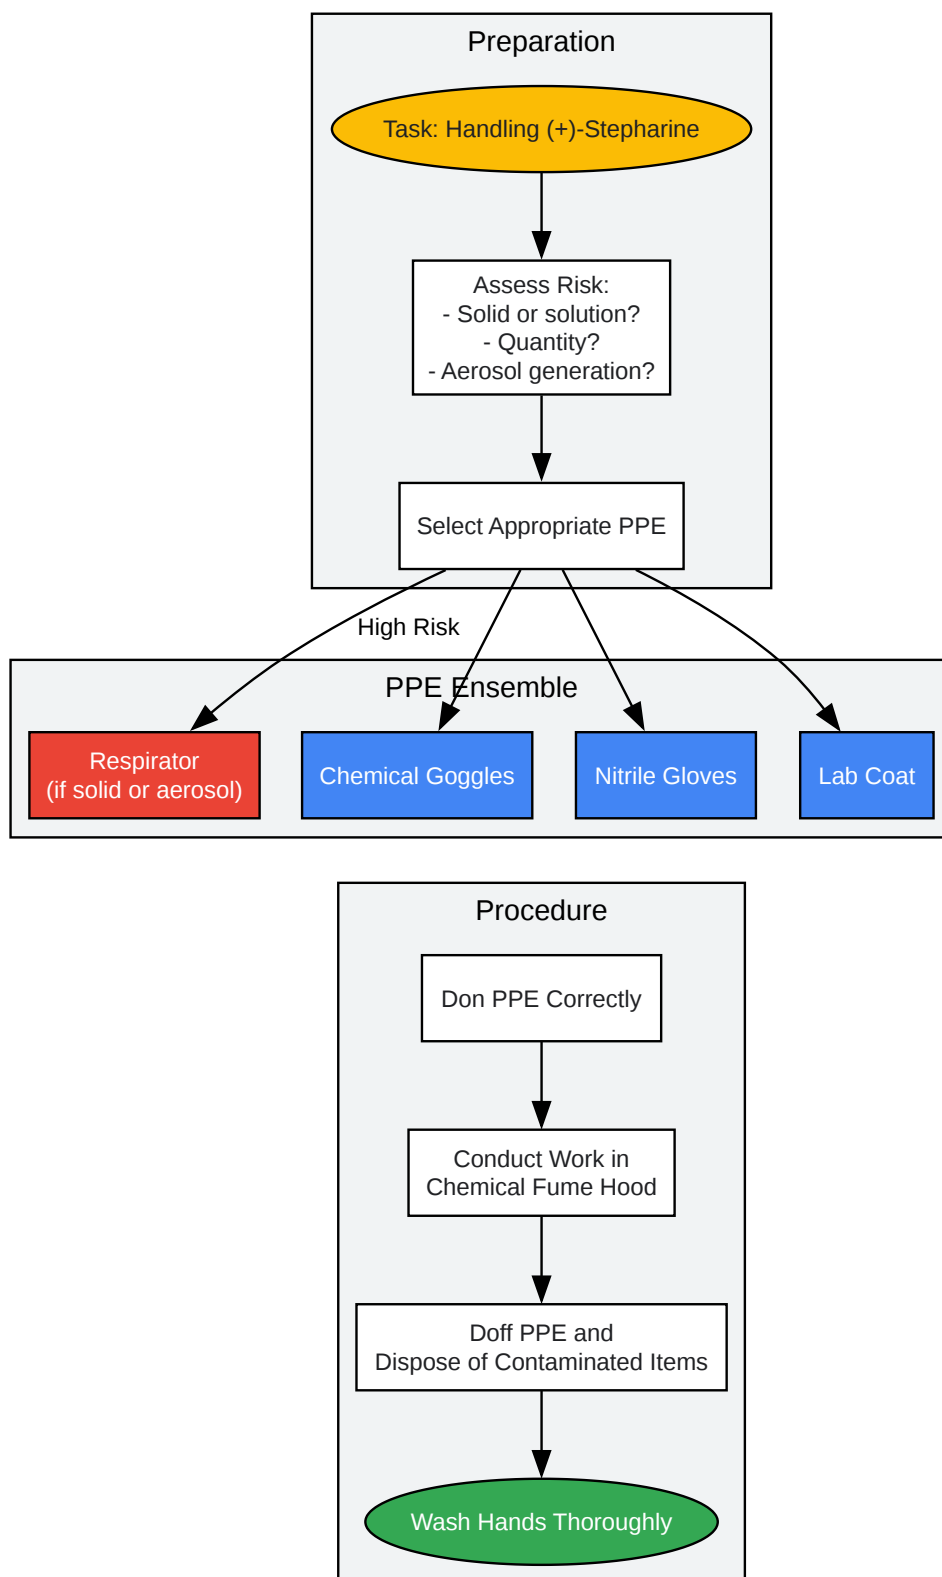 Preparation
Task: Handling (+)-Stepharine
Assess Risk:
- Solid or solution?
- Quantity?
- Aerosol generation?
Select Appropriate PPE
High Risk
PPE Ensemble
Respirator
(if solid or aerosol)
Chemical Goggles
Nitrile Gloves
Lab Coat
Procedure
Don PPE Correctly
Conduct Work in
Chemical Fume Hood
Doff PPE and
Dispose of Contaminated Items
Wash Hands Thoroughly